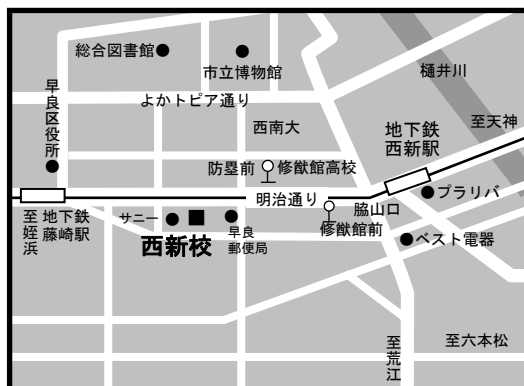 総合図書館
市立博物館
樋井川
よかトピア通り
早良区役所
西南大
地下鉄
西新駅
至天神
防塁前
修猷館高校
明治通り
脇山口
プラリバ
至姪浜
地下鉄
藤崎駅
サニー
西新校
早良
郵便局
修猷館前
ベスト電器
至荒江
至六本松